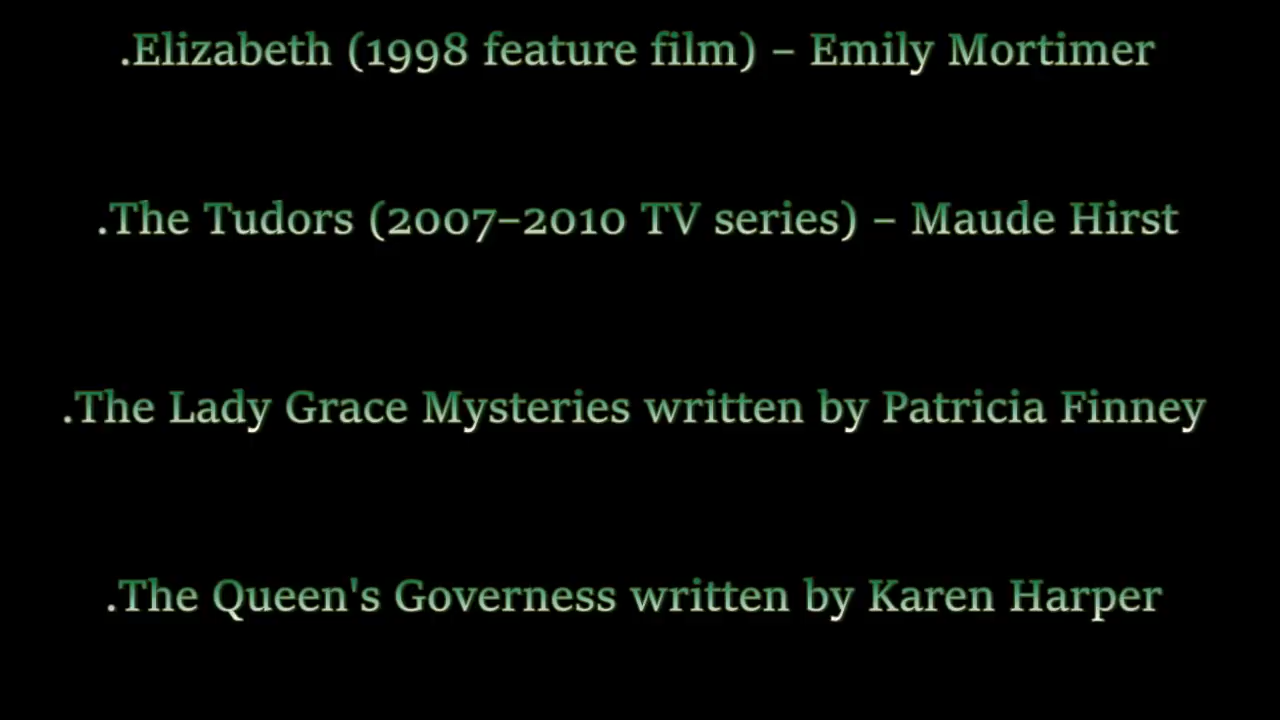 .Elizabeth (1998 feature film) – Emily Mortimer
.The Tudors (2007–2010 TV series) – Maude Hirst
.The Lady Grace Mysteries written by Patricia Finney
.The Queen's Governess written by Karen Harper